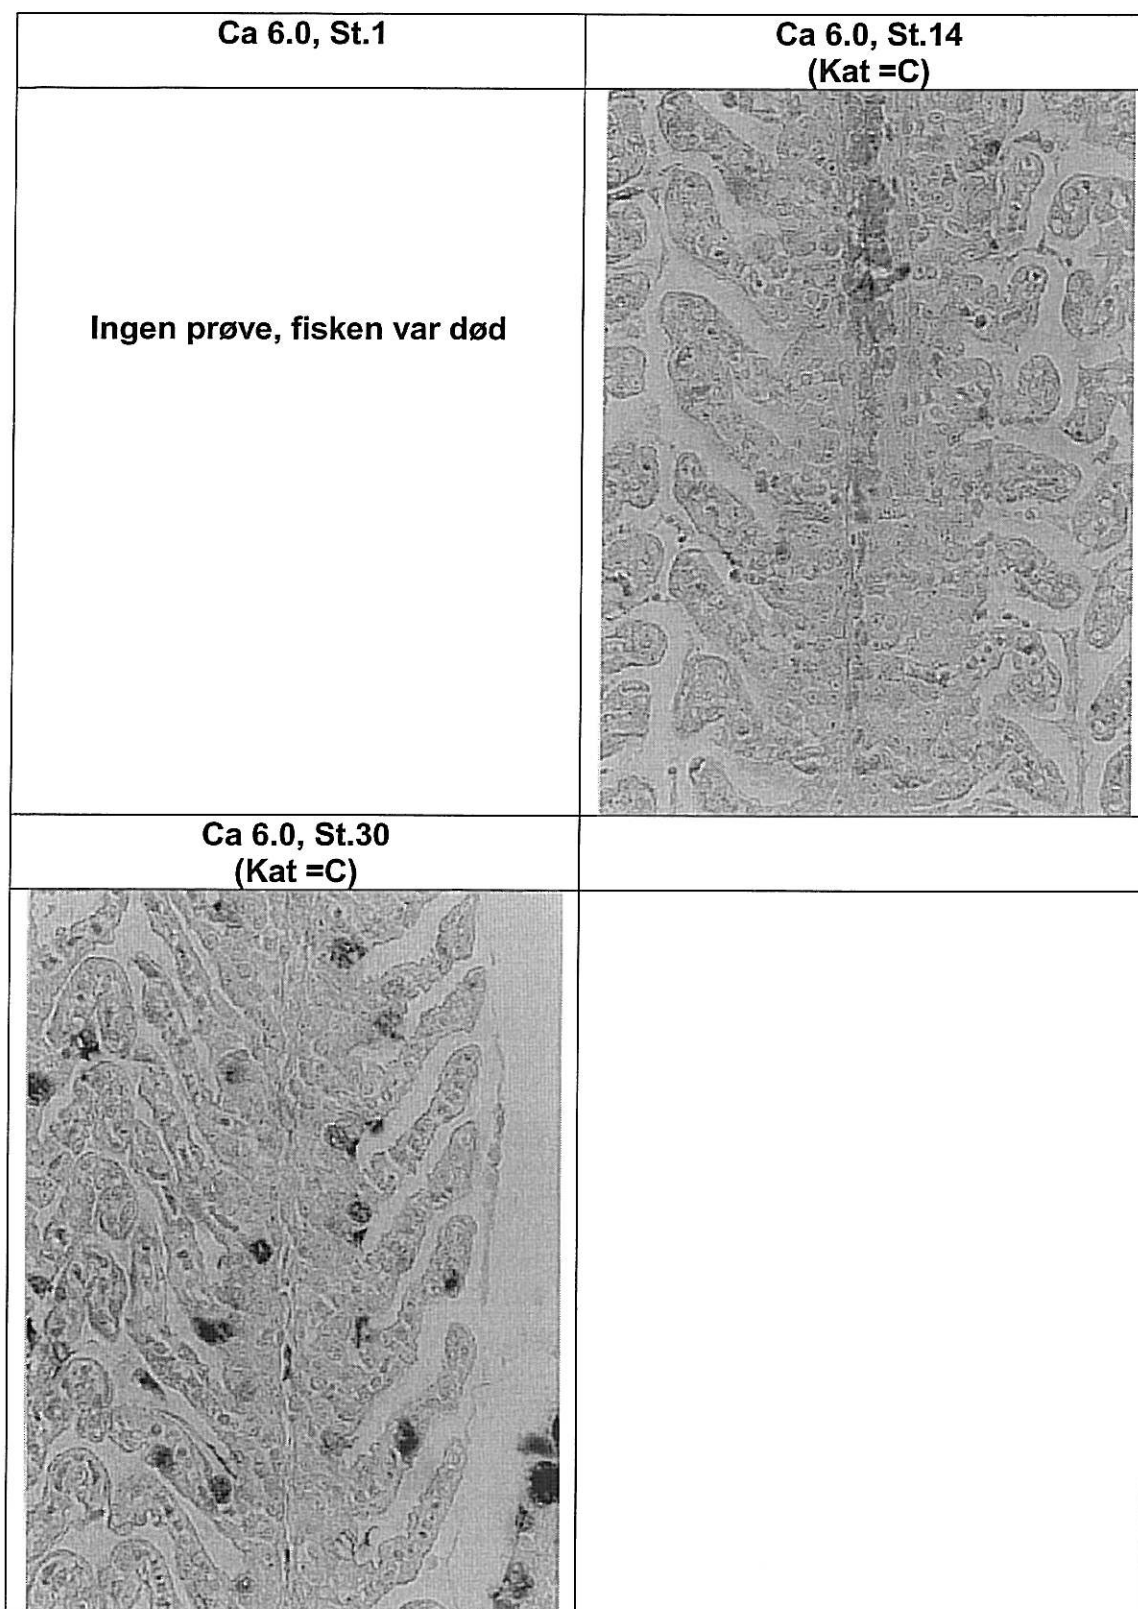 Ca 6.0, St.1
Ca 6.0, St.14
(Kat =C)
Ingen prøve, fisken var død
Ca 6.0, St.30
(Kat =C)